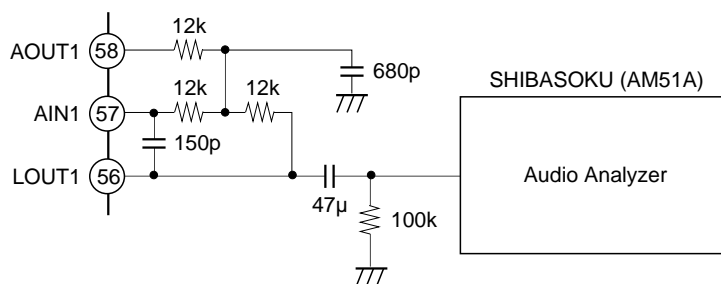 12k
AOUT1 58
12k 12k
680p
SHIBASOKU (AM51A)
AIN1 57
150p
Audio Analyzer
LOUT1 56
47µ
100k